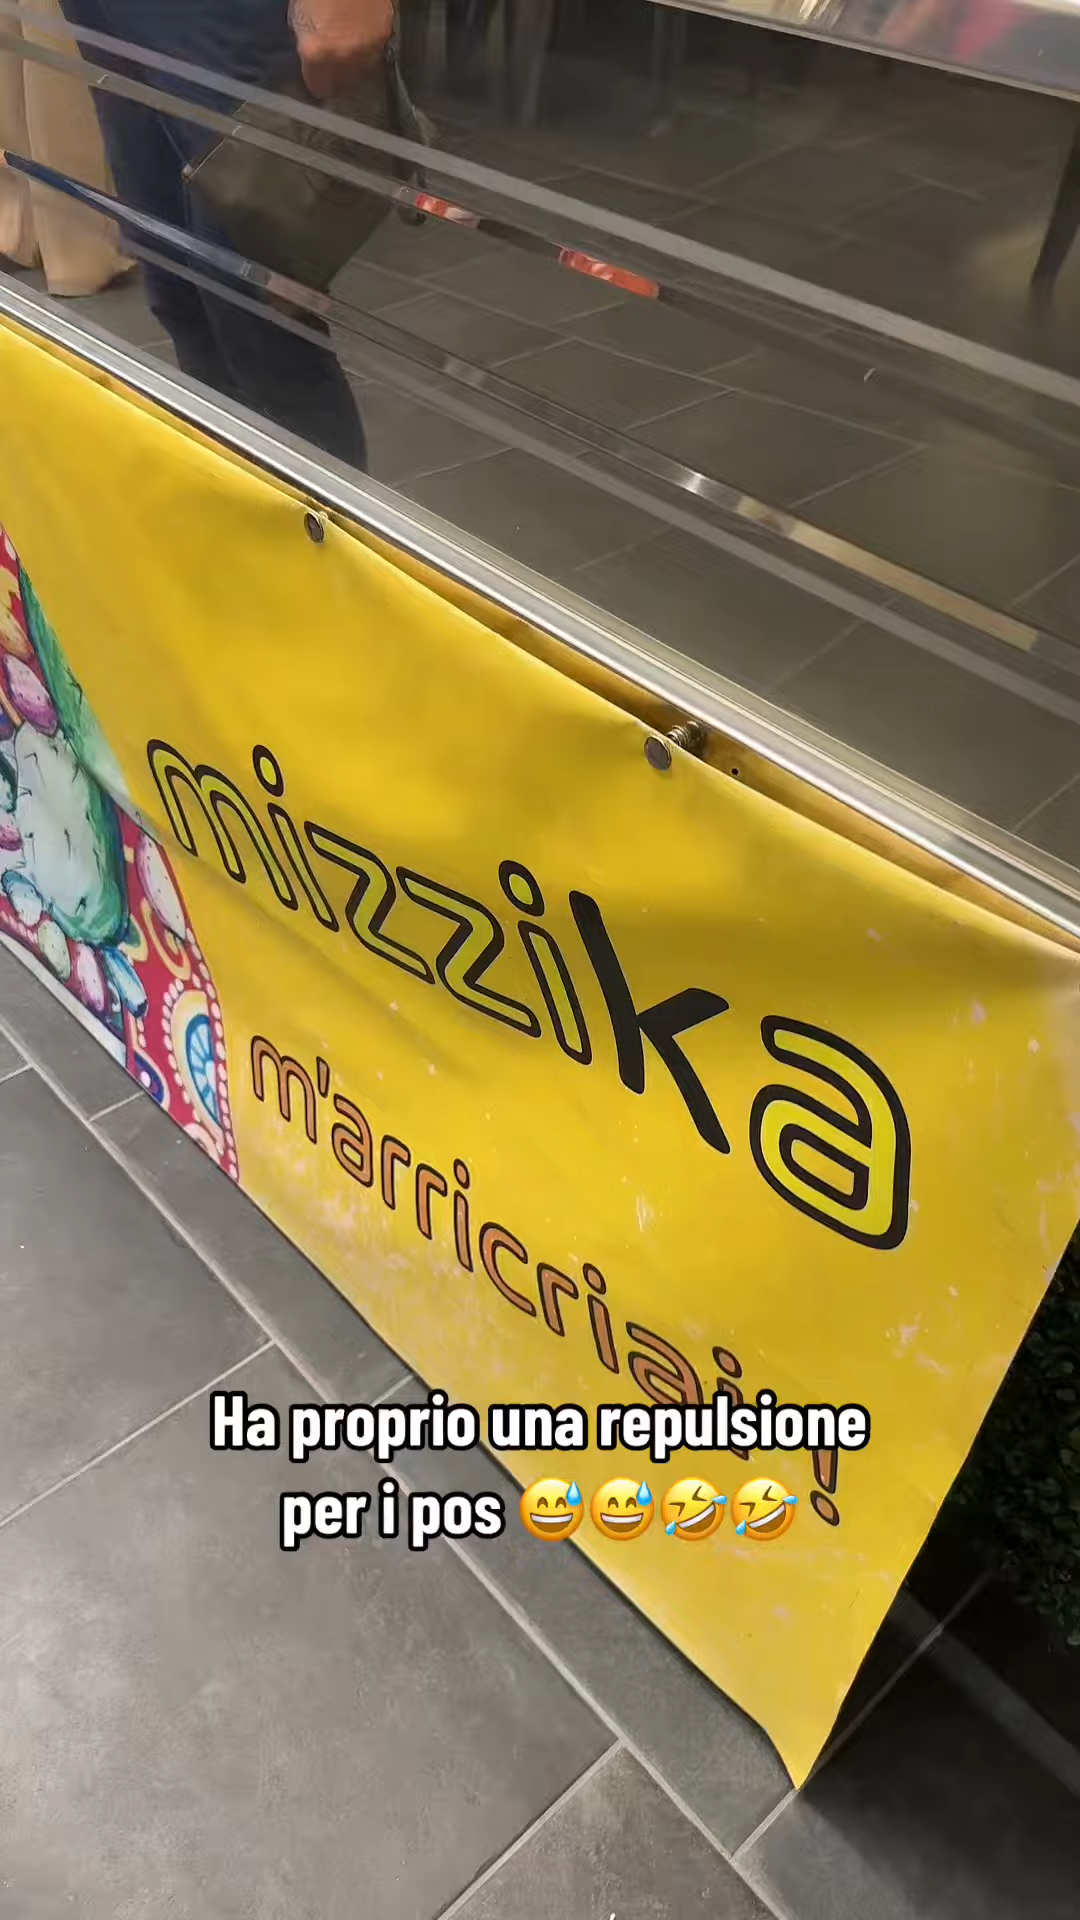 mizzika
m'arricriai!
Ha proprio una repulsione
per i pos 😅😅🤣🤣